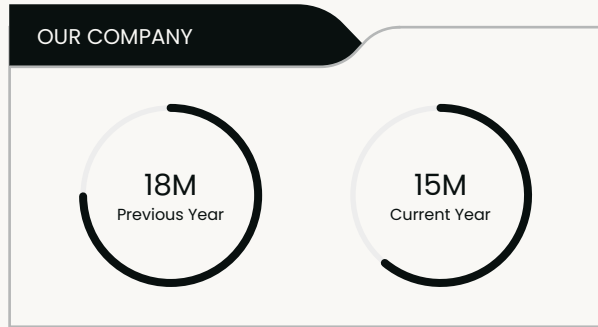 OUR COMPANY
18M
Previous Year
15M
Current Year